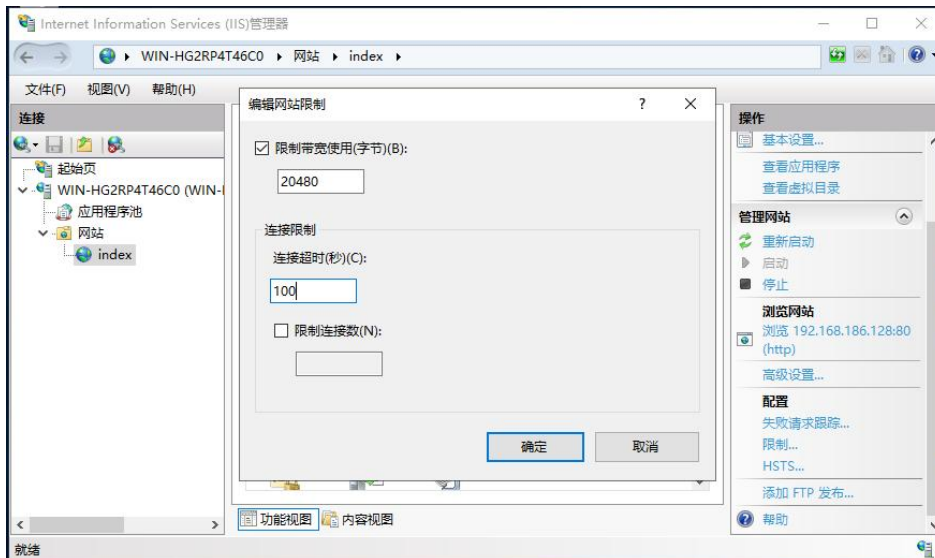 Internet Information Services (IIS)管理器
WIN-HG2RP4T46C0 ▸ 网站 ▸ index ▸
文件(F) 视图(V) 帮助(H)
连接
起始页
WIN-HG2RP4T46C0 (WIN-
应用程序池
网站
index
编辑网站限制
限制带宽使用(字节)(B):
20480
连接限制
连接超时(秒)(C):
100
限制连接数(N):
确定 取消
功能视图 内容视图
操作
基本设置...
查看应用程序
查看虚拟目录
管理网站
重新启动
启动
停止
浏览网站
浏览 192.168.186.128:80
(http)
高级设置...
配置
失败请求跟踪...
限制...
HSTS...
添加 FTP 发布...
帮助
就绪